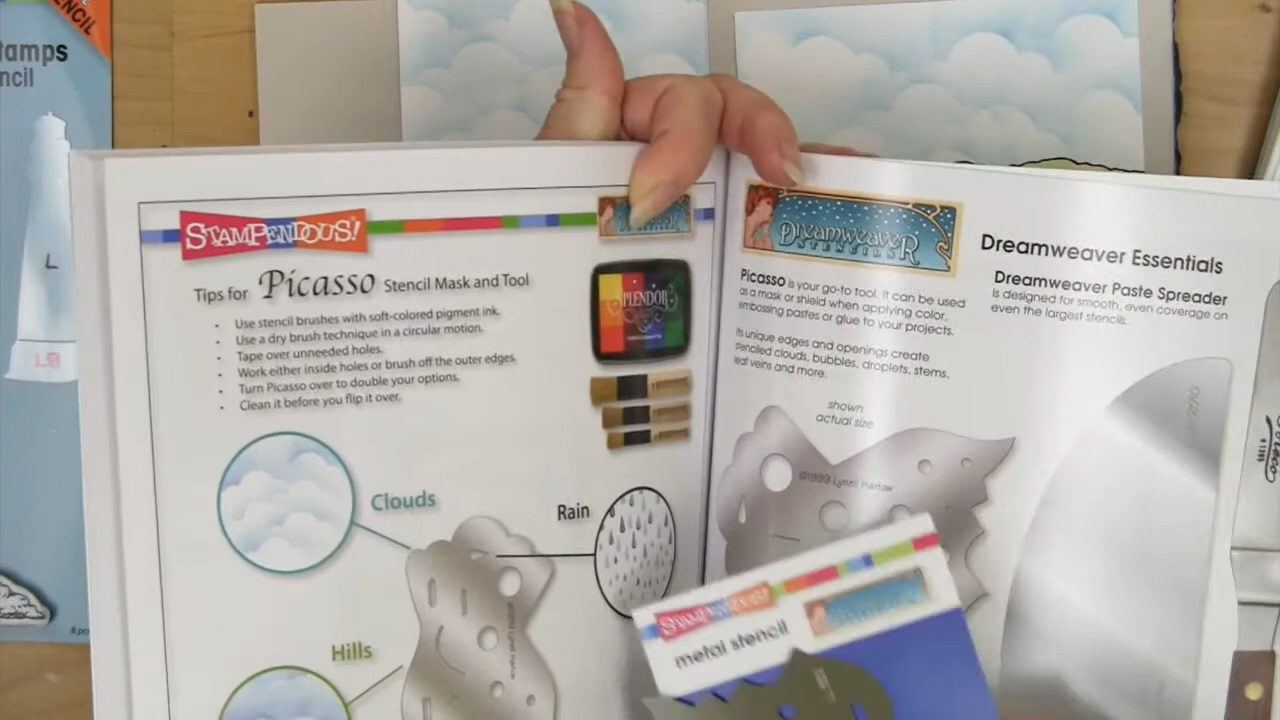 ENCIL
tamps
ncil
L
LB
STAMPENDOUS!
Tips for Picasso Stencil Mask and Tool
• Use stencil brushes with soft-colored pigment ink.
• Use a dry brush technique in a circular motion.
• Tape over unneeded holes.
• Work either inside holes or brush off the outer edges.
• Turn Picasso over to double your options.
• Clean it before you flip it over.
SPLENDOR
Clouds
Rain
Hills
DREAMWEAVER
STENCILS
Dreamweaver Essentials
Picasso is your go-to tool. It can be used
as a mask or shield when applying color,
embossing pastes or glue to your projects.
Its unique edges and openings create
stenciled clouds, bubbles, droplets, stems,
leaf veins and more.
shown
actual size
©1999 Lynell Harlow
Dreamweaver Paste Spreader
is designed for smooth, even coverage on
even the largest stencils.
STAMPENDOUS!
metal stencil